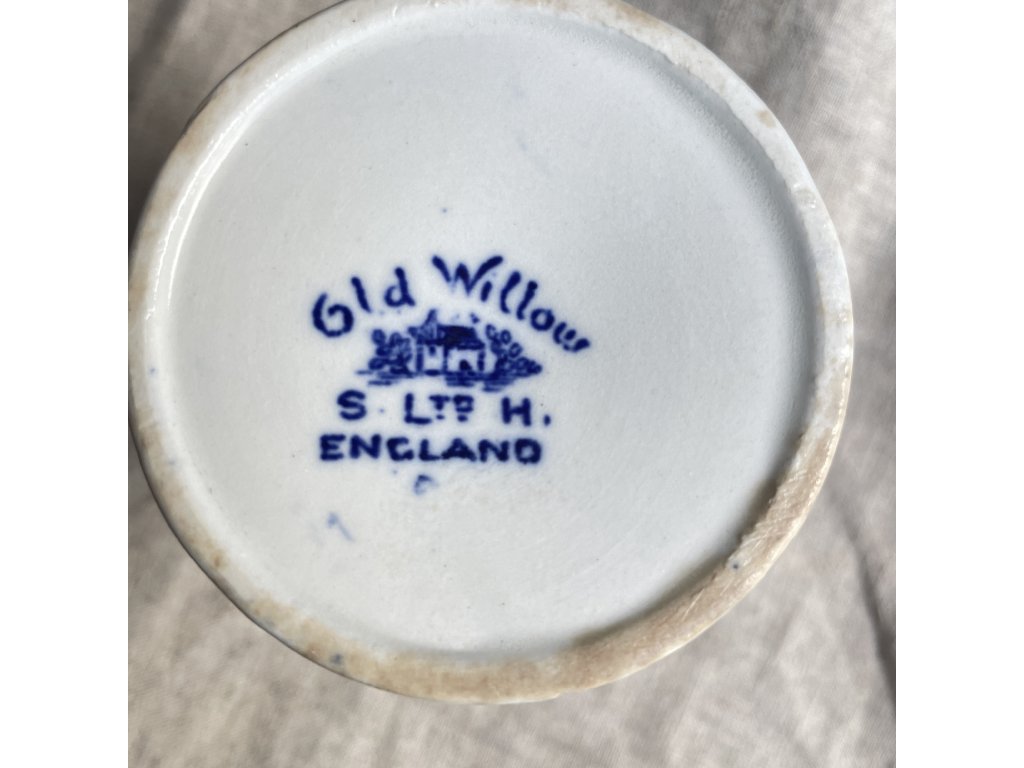 Old Willow
S. LTD H.
ENGLAND